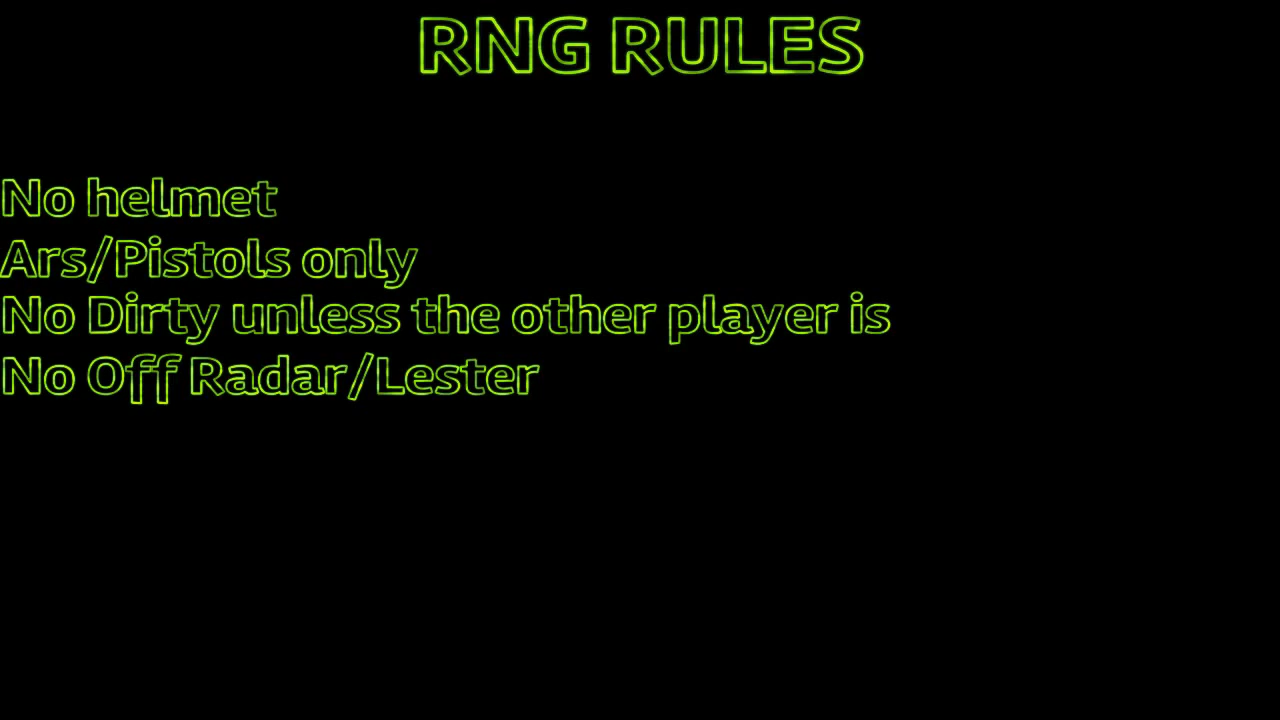 RNG RULES
No helmet
Ars/Pistols only
No Dirty unless the other player is
No Off Radar/Lester